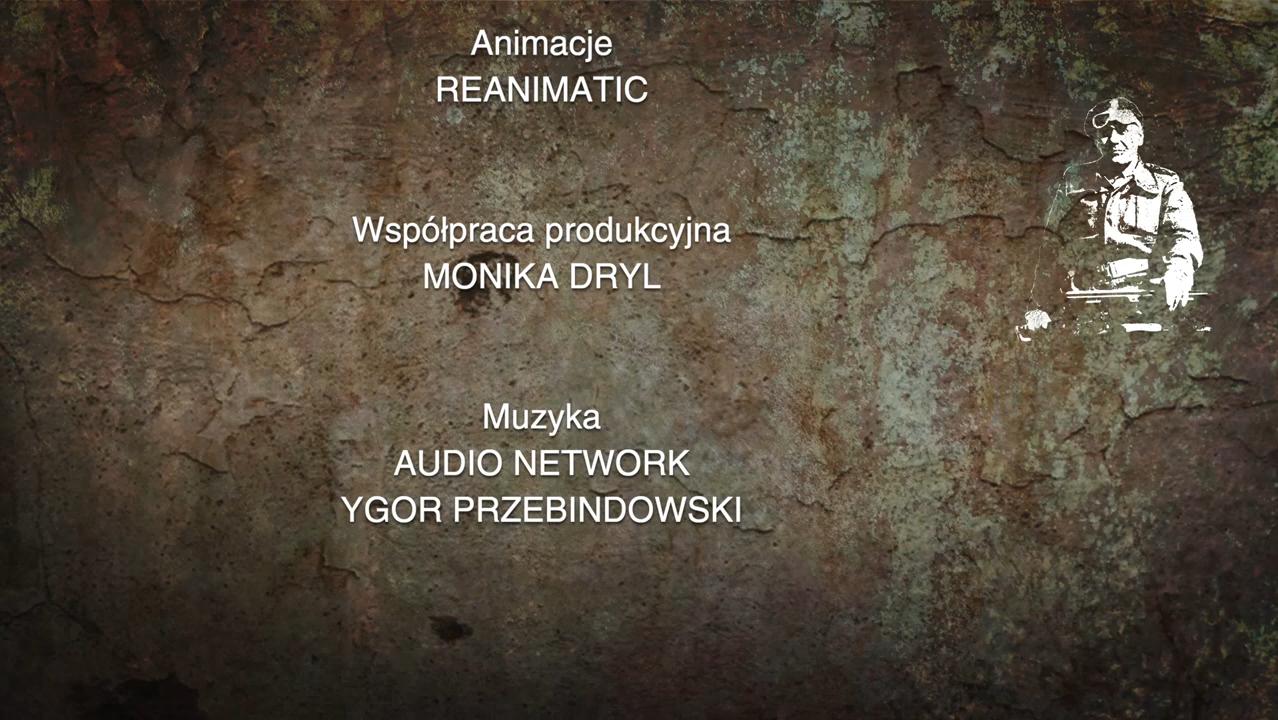 Animacje
REANIMATIC
Współpraca produkcyjna
MONIKA DRYL
Muzyka
AUDIO NETWORK
YGOR PRZEBINDOWSKI